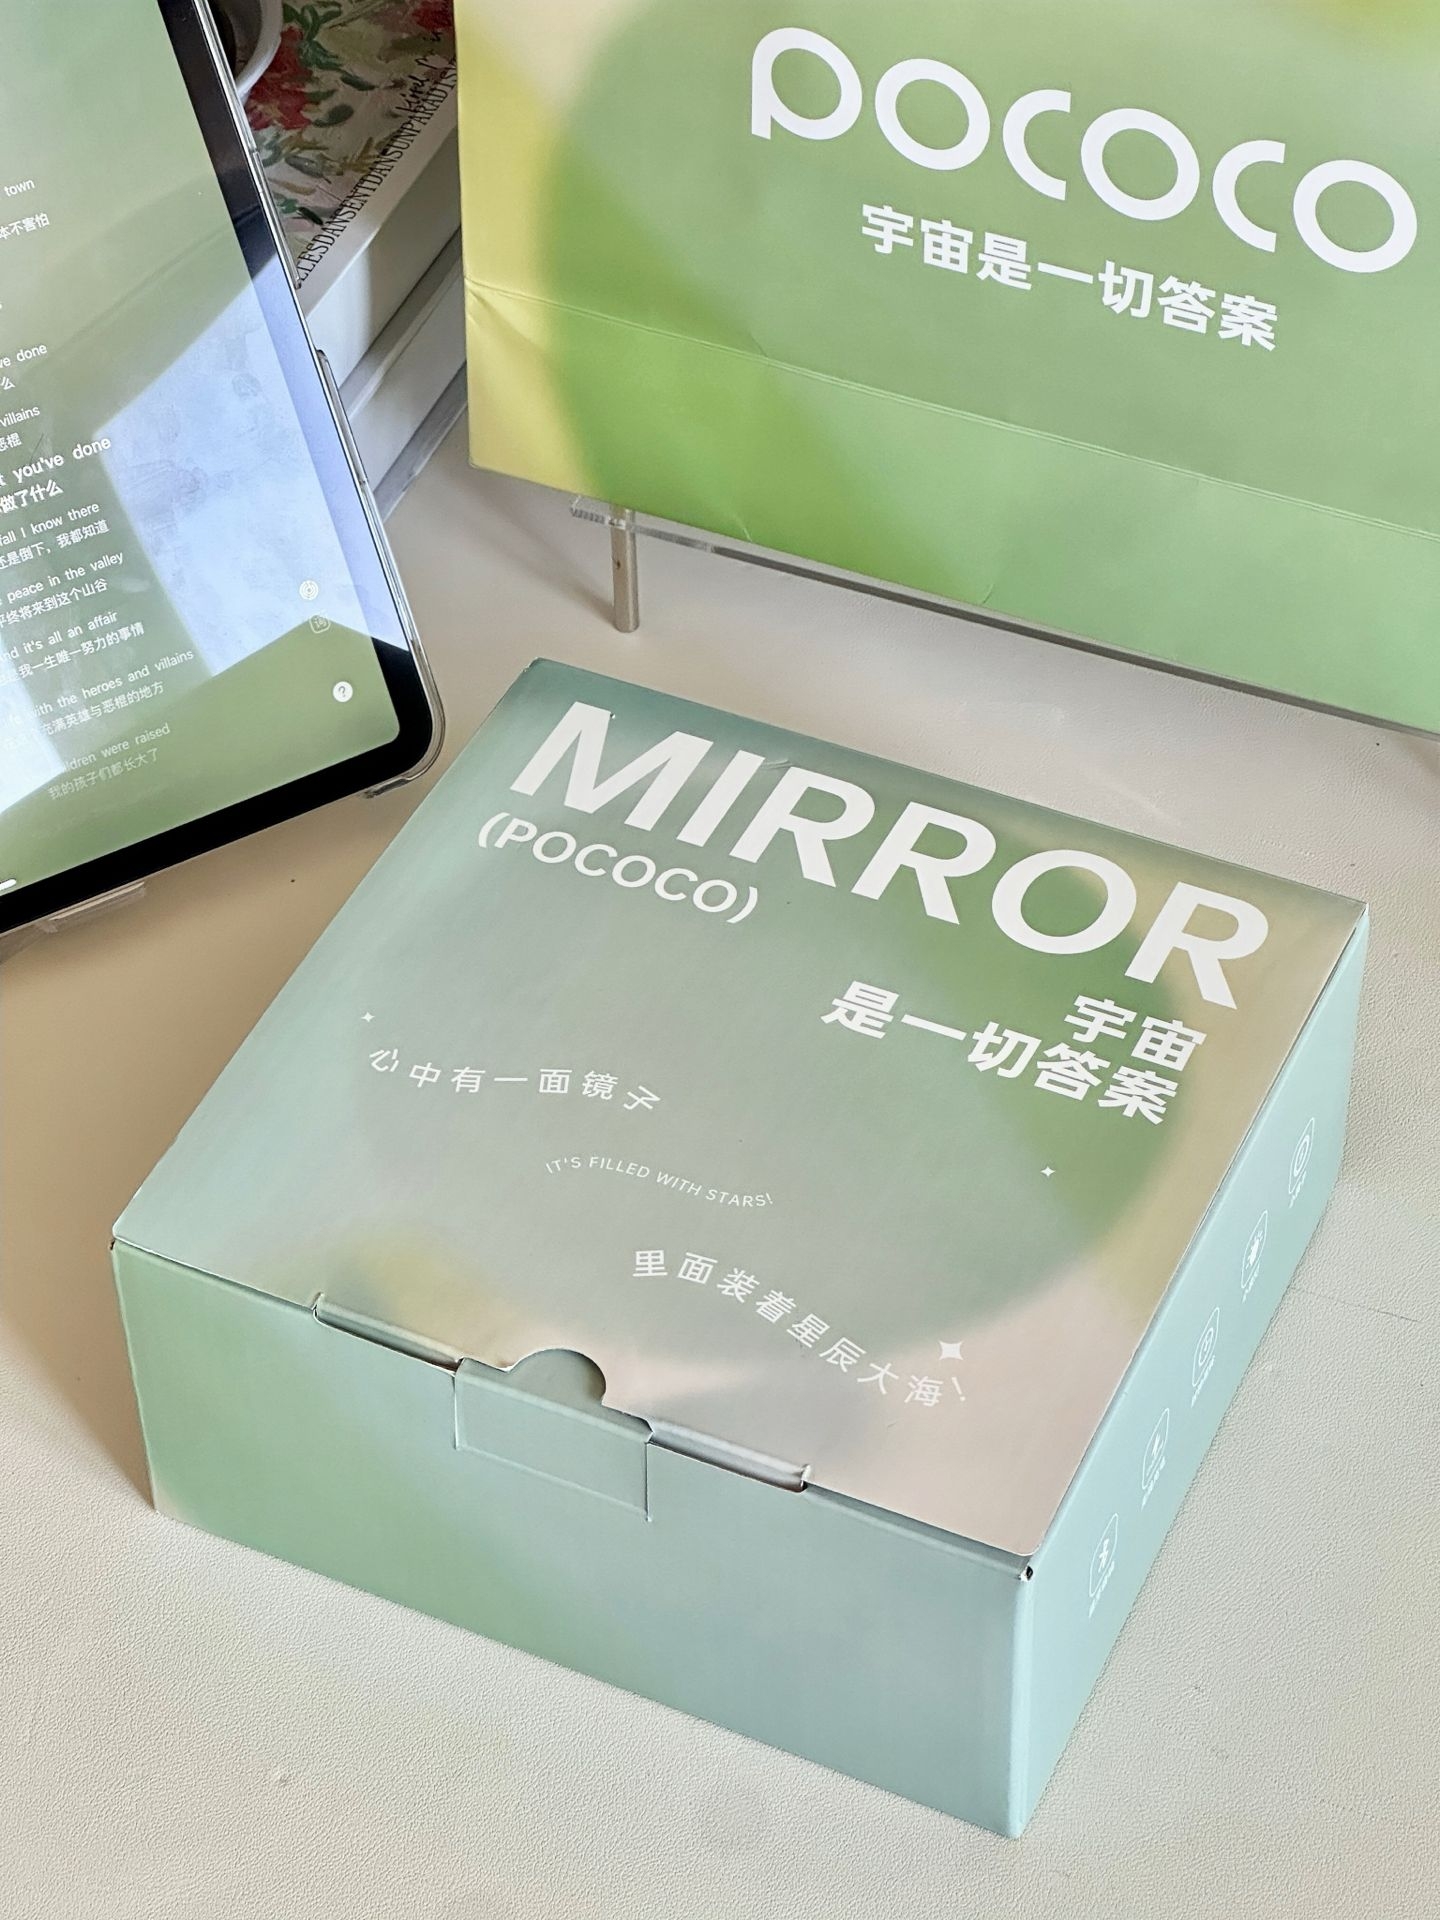 town
本不害怕
ve done
么
villains
恶棍
t you've done
做了什么
fall I know there
还是倒下，我都知道
peace in the valley
平终将来到这个山谷
nd it's all an affair
我一生唯一努力的事情
with the heroes and villains
充满英雄与恶棍的地方
ldren were raised
我的孩子们都长大了
词
?
ELLESDANSENTDANSUNPARADIS
POCOCO
宇宙是一切答案
MIRROR
(POCOCO)
宇宙
是一切答案
心中有一面镜子
IT'S FILLED WITH STARS\
里面装着星辰大海\